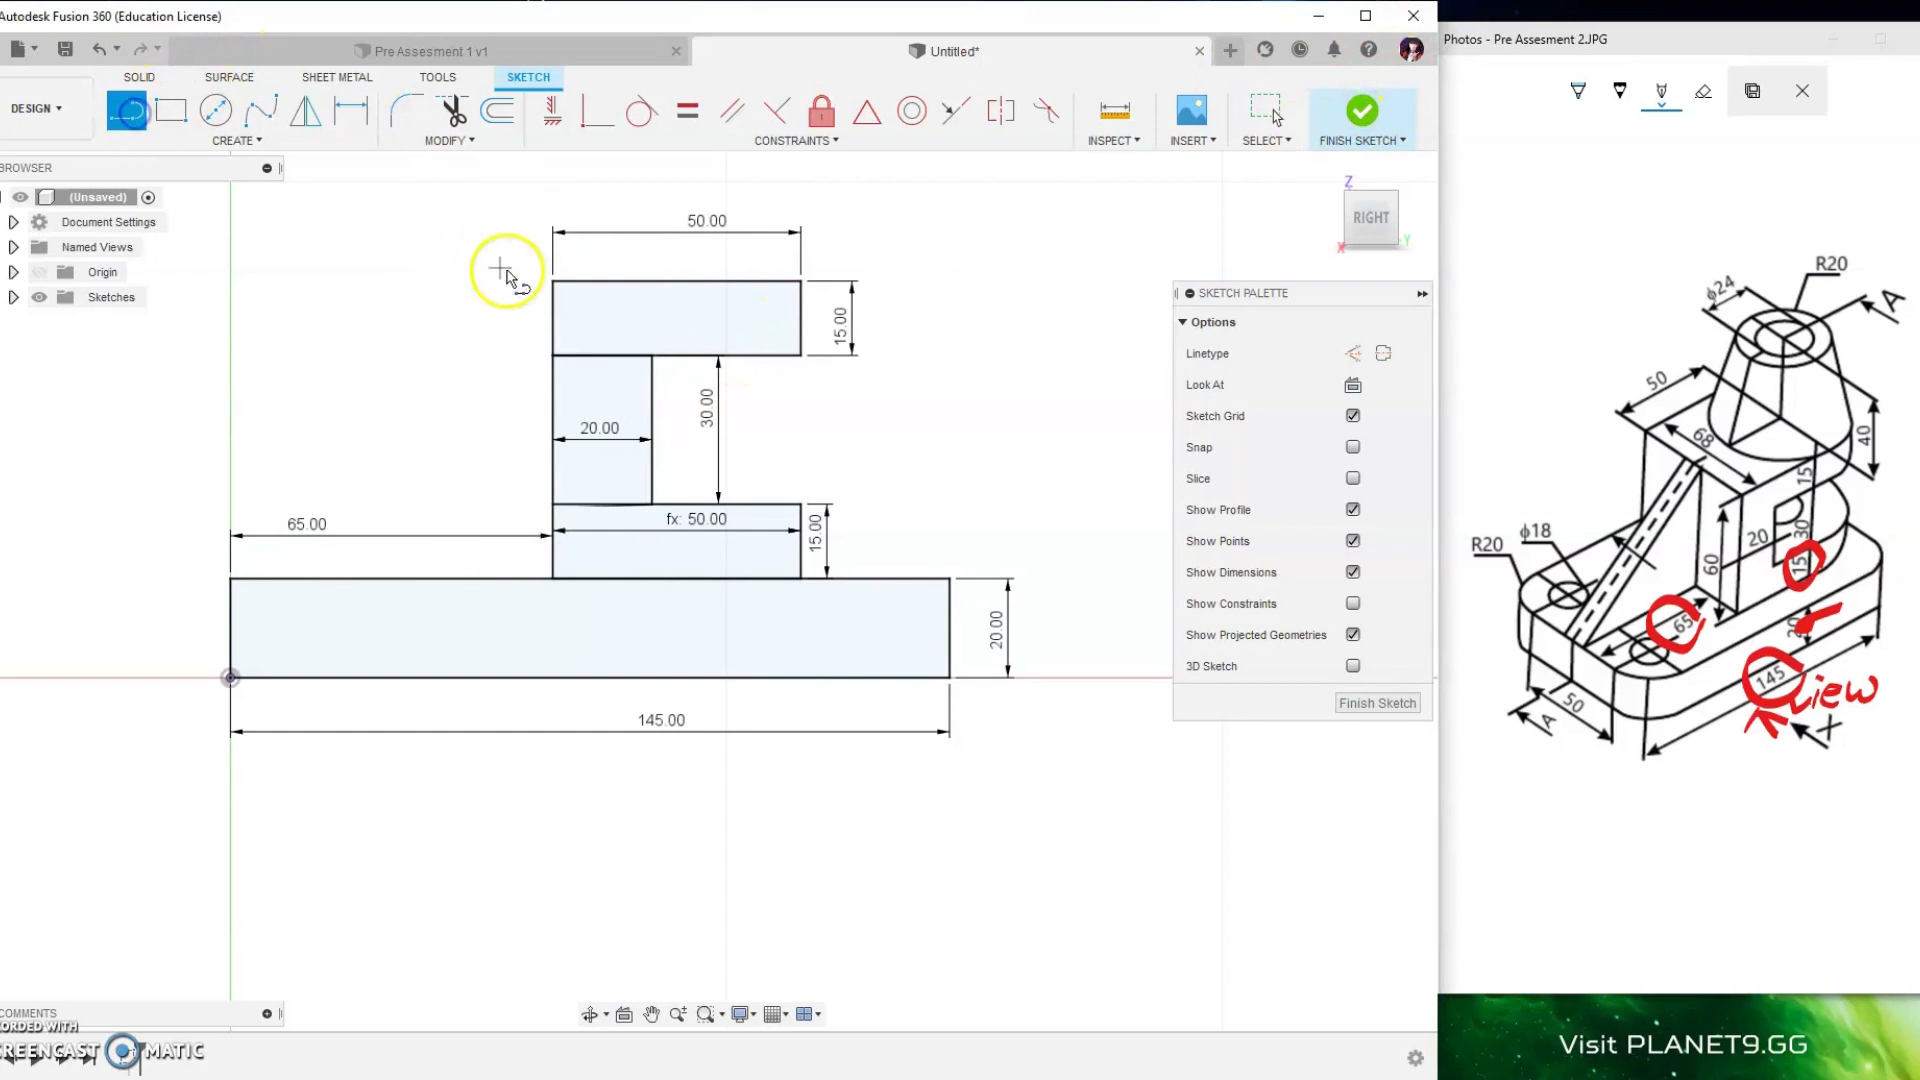 Autodesk Fusion 360 (Education License)
Photos - Pre Assesment 2.JPG
Pre Assesment 1 v1
Untitled*
SOLID
SURFACE
SHEET METAL
TOOLS
SKETCH
DESIGN
CREATE
MODIFY
CONSTRAINTS
INSPECT
INSERT
SELECT
FINISH SKETCH
BROWSER
(Unsaved)
Document Settings
Named Views
Origin
Sketches
Z
RIGHT
X
Y
50.00
15.00
30.00
20.00
fx: 50.00
15.00
65.00
20.00
145.00
SKETCH PALETTE
Options
Linetype
Look At
Sketch Grid
Snap
Slice
Show Profile
Show Points
Show Dimensions
Show Constraints
Show Projected Geometries
3D Sketch
Finish Sketch
R20
ϕ24
A
50
68
40
15
ϕ18
R20
20
30
60
15
65
20
145
view
50
A
X
COMMENTS
CORDED WITH
CREENCAST MATIC
Visit PLANET9.GG